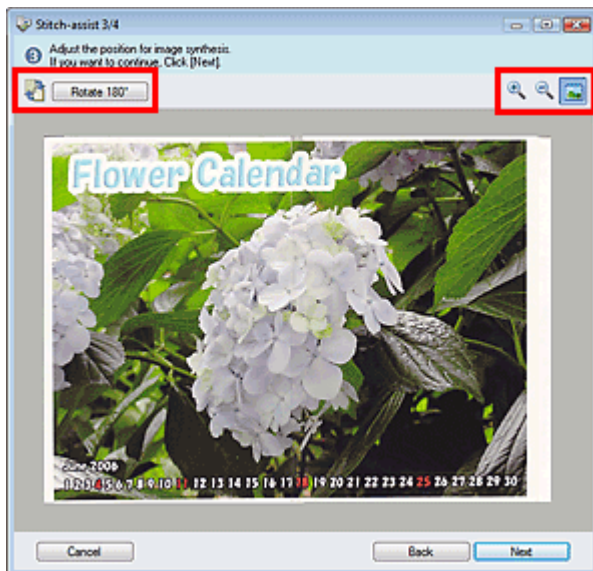 Stitch-assist 3/4
3 Adjust the position for image synthesis.
If you want to continue, Click [Next].
Rotate 180°
Flower Calendar
June 2006
1 2 3 4 5 6 7 8 9 10 11 12 13 14 15 16 17 18 19 20 21 22 23 24 25 26 27 28 29 30
Cancel
Back
Next